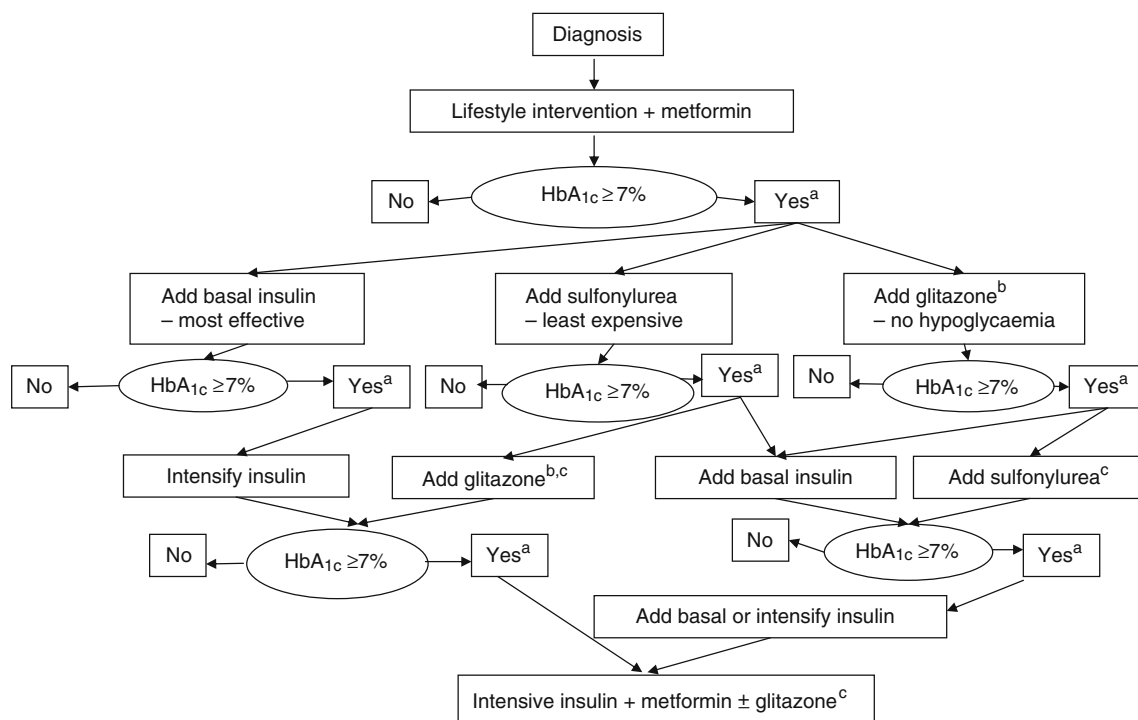 Diagnosis
Lifestyle intervention + metformin
No
HbA1c ≥ 7%
Yesa
Add basal insulin
– most effective
Add sulfonylurea
– least expensive
Add glitazoneb
– no hypoglycaemia
No
HbA1c ≥7%
Yesa
No
HbA1c ≥7%
Yesa
No
HbA1c ≥7%
Yesa
Intensify insulin
Add glitazoneb,c
Add basal insulin
Add sulfonylureac
No
HbA1c ≥7%
Yesa
No
HbA1c ≥7%
Yesa
Add basal or intensify insulin
Intensive insulin + metformin ± glitazonec